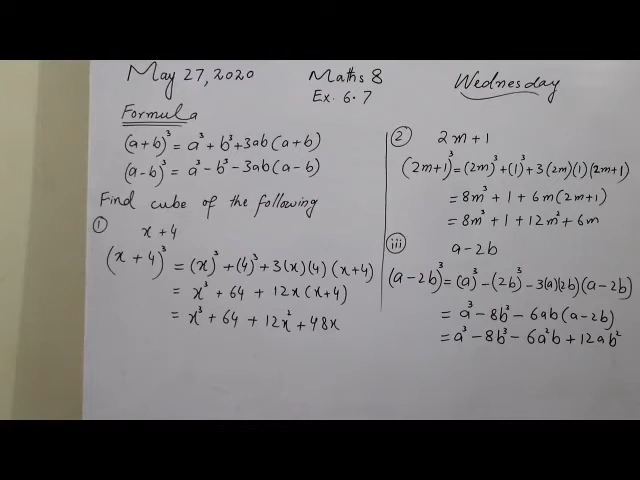 May 27, 2020 Maths 8 Wednesday
Ex. 6.7
Formula
(a+b)³ = a³ + b³ + 3ab(a+b)
(a-b)³ = a³ - b³ - 3ab(a-b)
Find cube of the following
① x + 4
(x + 4)³ = (x)³ + (4)³ + 3(x)(4)(x+4)
= x³ + 64 + 12x(x+4)
= x³ + 64 + 12x² + 48x
② 2m + 1
(2m+1)³ = (2m)³ + (1)³ + 3(2m)(1)(2m+1)
= 8m³ + 1 + 6m(2m+1)
= 8m³ + 1 + 12m² + 6m
iii a - 2b
(a-2b)³ = (a)³ - (2b)³ - 3(a)(2b)(a-2b)
= a³ - 8b³ - 6ab(a-2b)
= a³ - 8b³ - 6a²b + 12ab²